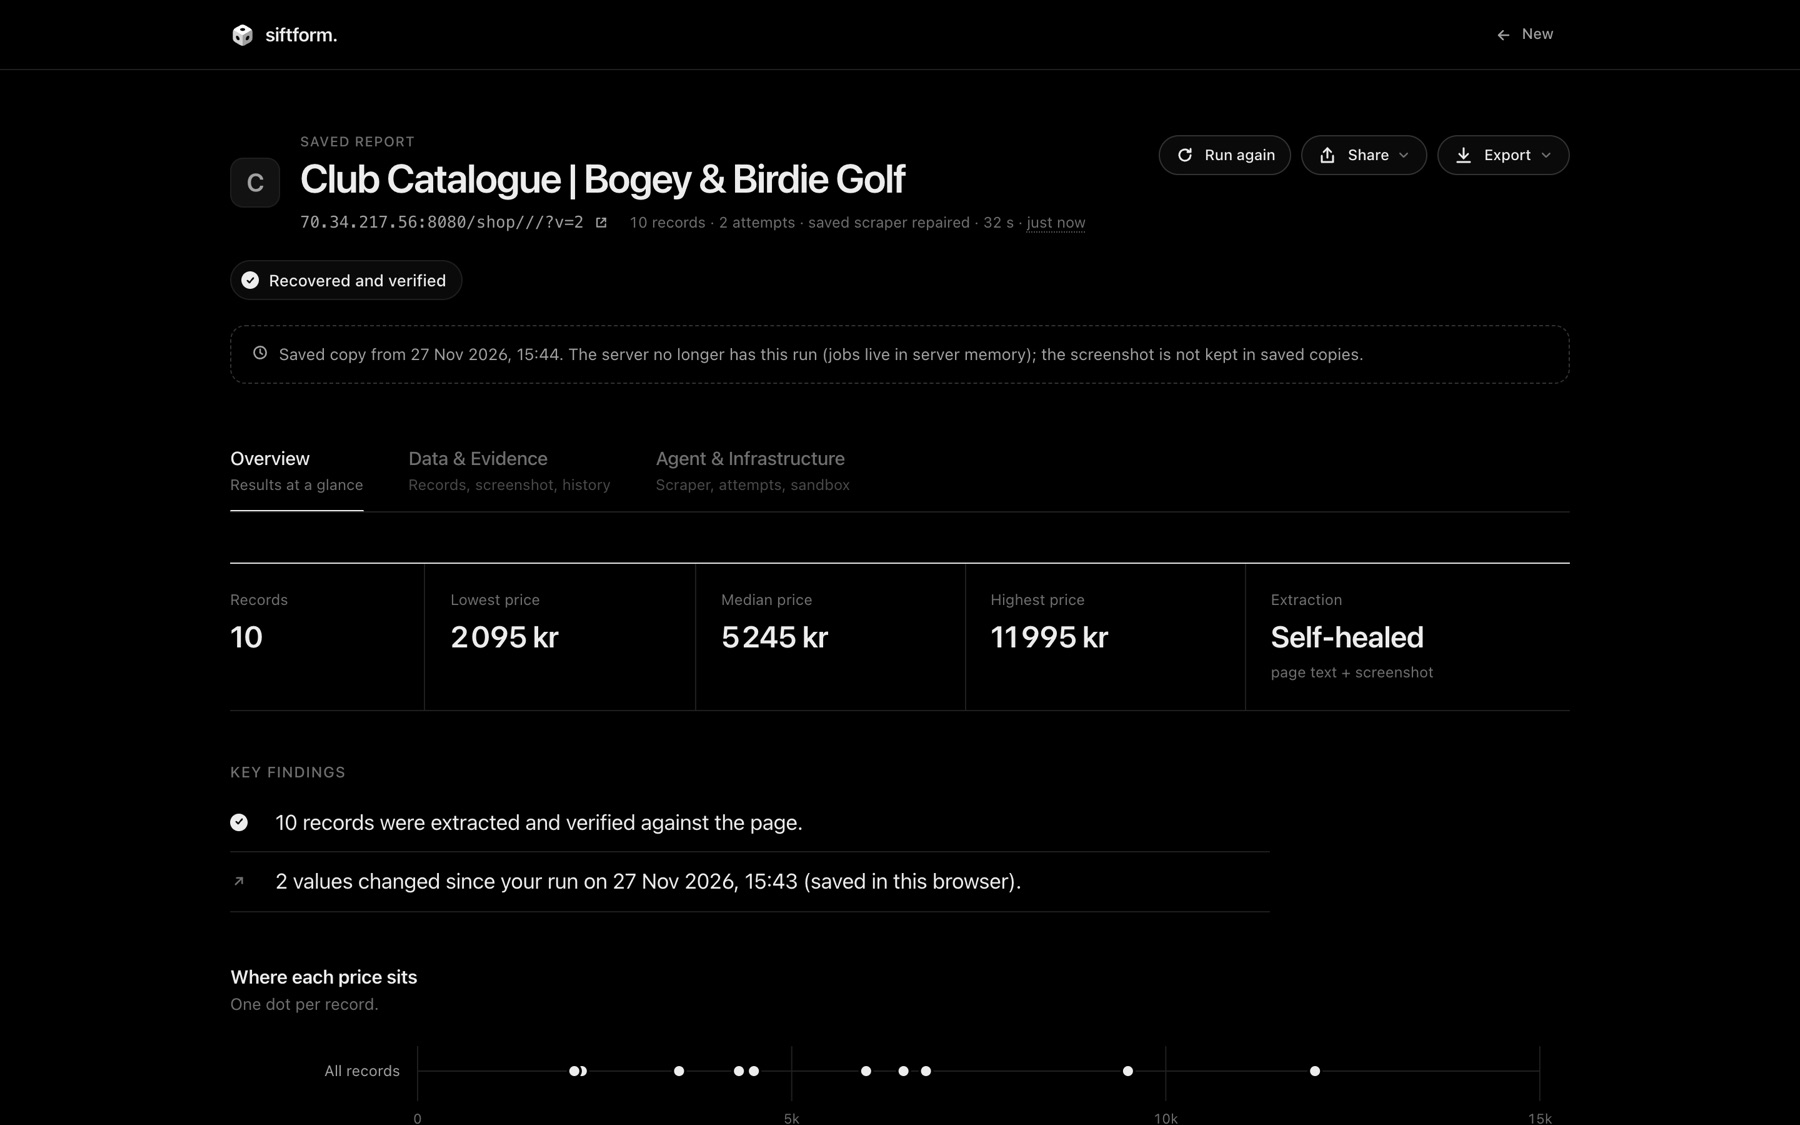 siftform.
New
SAVED REPORT
C
Club Catalogue | Bogey & Birdie Golf
Run again
Share
Export
70.34.217.56:8080/shop///?v=2
10 records · 2 attempts · saved scraper repaired · 32 s · just now
Recovered and verified
Saved copy from 27 Nov 2026, 15:44. The server no longer has this run (jobs live in server memory); the screenshot is not kept in saved copies.
Overview
Results at a glance
Data & Evidence
Records, screenshot, history
Agent & Infrastructure
Scraper, attempts, sandbox
Records
10
Lowest price
2 095 kr
Median price
5 245 kr
Highest price
11 995 kr
Extraction
Self-healed
page text + screenshot
KEY FINDINGS
10 records were extracted and verified against the page.
2 values changed since your run on 27 Nov 2026, 15:43 (saved in this browser).
Where each price sits
One dot per record.
All records
0
5k
10k
15k